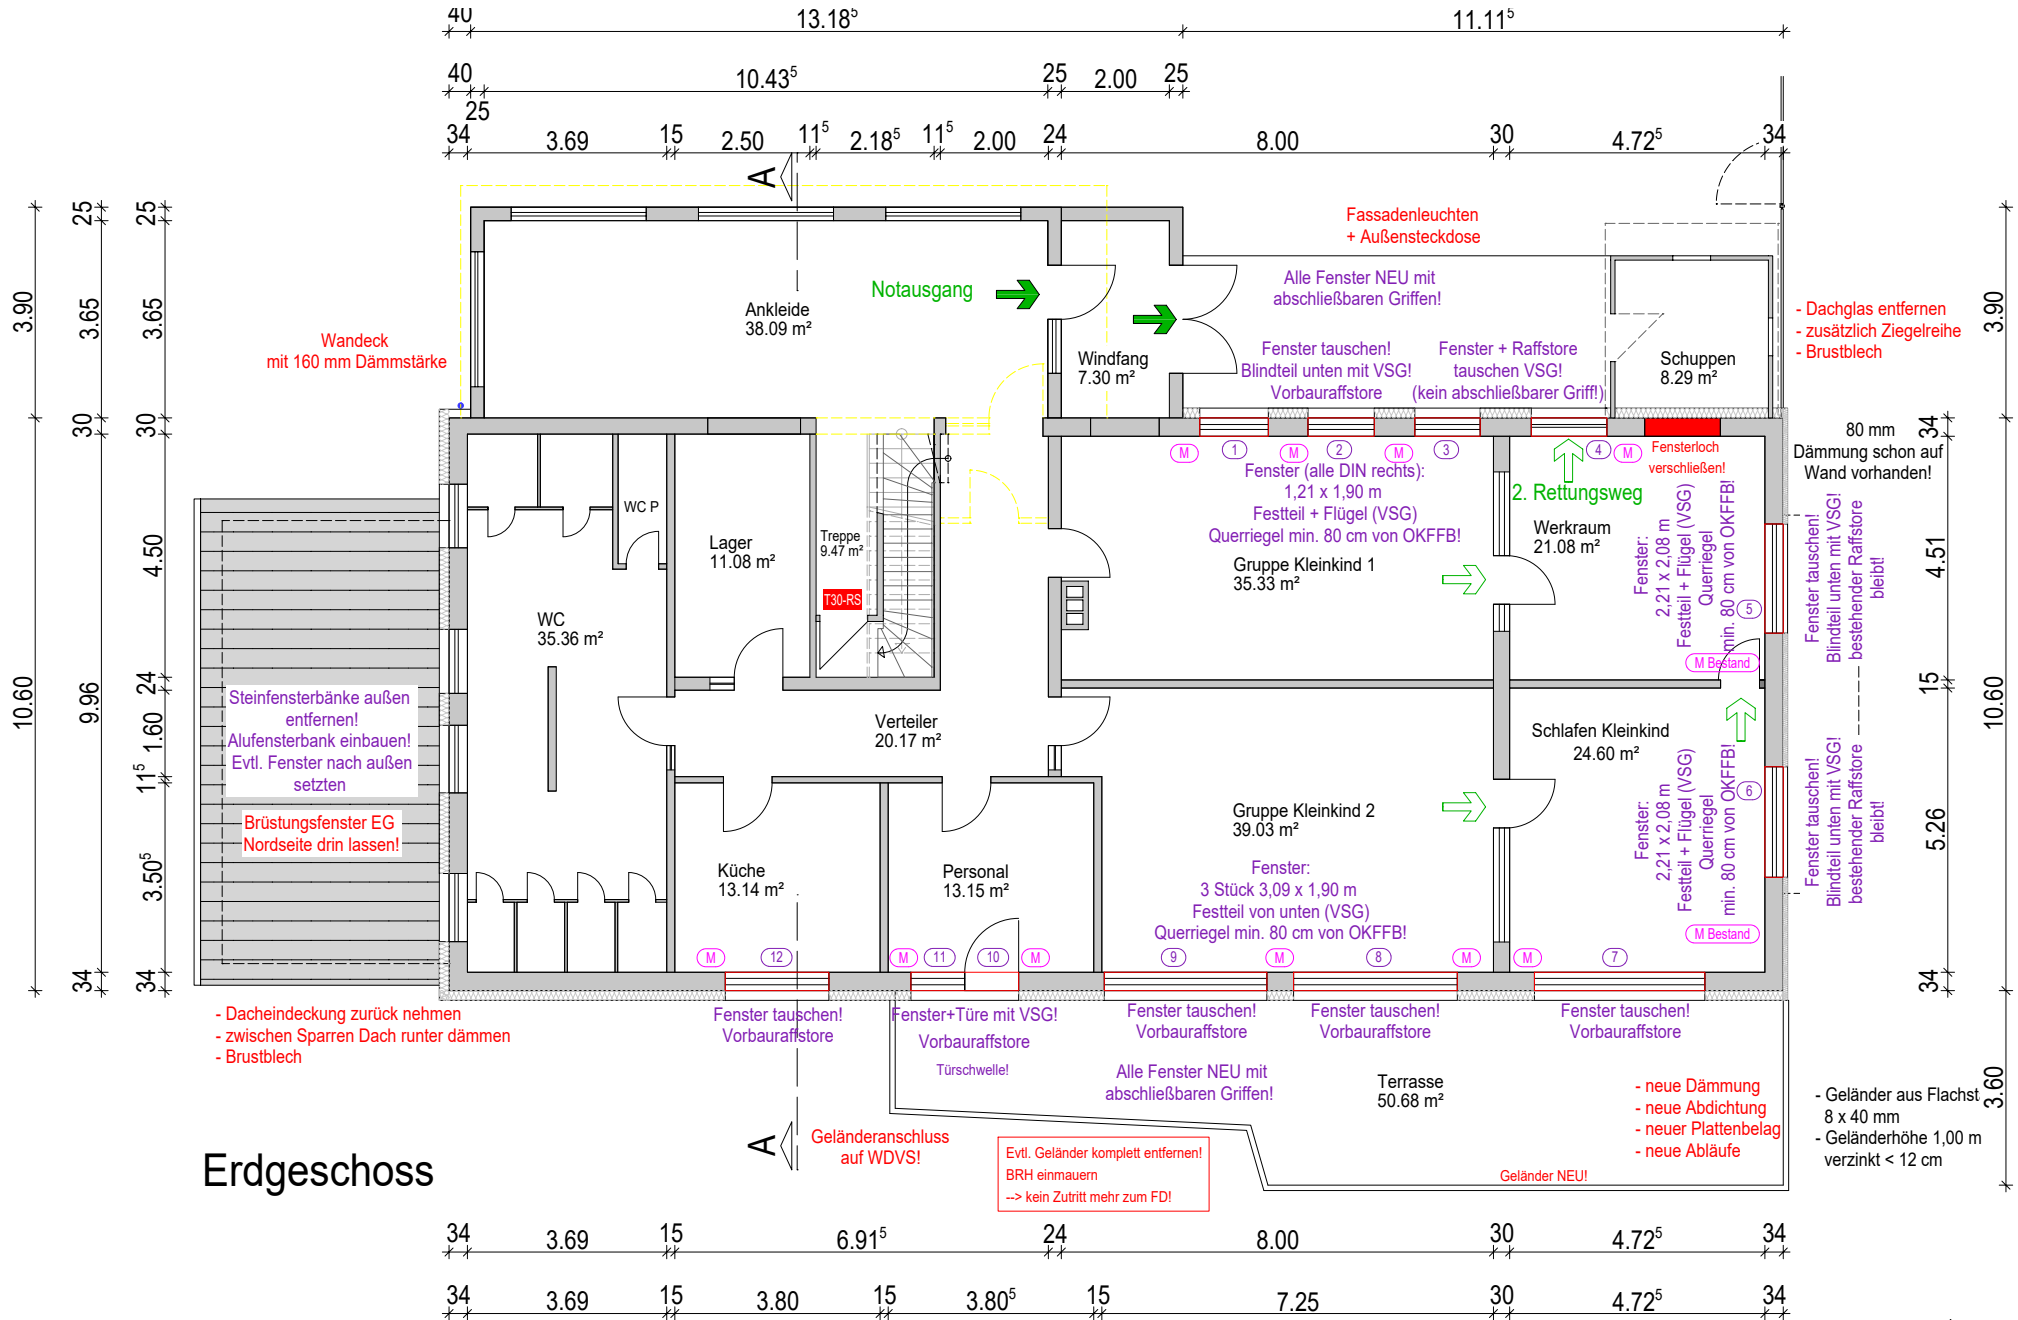 40
13.18⁵
11.11⁵
40
10.43⁵
25
2.00
25
25
34
3.69
15
2.50
11⁵
2.18⁵
11⁵
2.00
24
8.00
30
4.72⁵
34
A
25
25
25
3.90
3.65
3.65
30
30
10.60
9.96
4.50
24
1.60
11⁵
3.50⁵
34
34
Wandeck
mit 160 mm Dämmstärke
Ankleide
38.09 m²
Notausgang
Windfang
7.30 m²
Fassadenleuchten
+ Außensteckdose
Alle Fenster NEU mit
abschließbaren Griffen!
Fenster tauschen!
Blindteil unten mit VSG!
Vorbauraffstore
Fenster + Raffstore
tauschen VSG!
(kein abschließbarer Griff!)
Schuppen
8.29 m²
- Dachglas entfernen
- zusätzlich Ziegelreihe
- Brustblech
3.90
34
4.51
15
10.60
5.26
34
3.60
80 mm
Dämmung schon auf
Wand vorhanden!
M
1
M
2
M
3
4
M
Fensterloch
verschließen!
Fenster (alle DIN rechts):
1,21 x 1,90 m
Festteil + Flügel (VSG)
Querriegel min. 80 cm von OKFFB!
2. Rettungsweg
Gruppe Kleinkind 1
35.33 m²
Werkraum
21.08 m²
Fenster:
2,21 x 2,08 m
Festteil + Flügel (VSG)
Querriegel
min. 80 cm von OKFFB!
5
M Bestand
Fenster tauschen!
Blindteil unten mit VSG!
bestehender Raffstore
bleibt!
WC P
Lager
11.08 m²
Treppe
9.47 m²
T30-RS
WC
35.36 m²
Steinfensterbänke außen
entfernen!
Alufensterbank einbauen!
Evtl. Fenster nach außen
setzten
Brüstungsfenster EG
Nordseite drin lassen!
Verteiler
20.17 m²
Schlafen Kleinkind
24.60 m²
Fenster:
2,21 x 2,08 m
Festteil + Flügel (VSG)
Querriegel
min. 80 cm von OKFFB!
6
M Bestand
Fenster tauschen!
Blindteil unten mit VSG!
bestehender Raffstore
bleibt!
Gruppe Kleinkind 2
39.03 m²
Küche
13.14 m²
Personal
13.15 m²
Fenster:
3 Stück 3,09 x 1,90 m
Festteil von unten (VSG)
Querriegel min. 80 cm von OKFFB!
M
12
M
11
10
M
9
M
8
M
M
7
- Dacheindeckung zurück nehmen
- zwischen Sparren Dach runter dämmen
- Brustblech
Fenster tauschen!
Vorbauraffstore
Fenster+Türe mit VSG!
Vorbauraffstore
Türschwelle!
Fenster tauschen!
Vorbauraffstore
Fenster tauschen!
Vorbauraffstore
Fenster tauschen!
Vorbauraffstore
Alle Fenster NEU mit
abschließbaren Griffen!
Terrasse
50.68 m²
- neue Dämmung
- neue Abdichtung
- neuer Plattenbelag
- neue Abläufe
- Geländer aus Flachst
8 x 40 mm
- Geländerhöhe 1,00 m
verzinkt < 12 cm
A
Geländeranschluss
auf WDVS!
Evtl. Geländer komplett entfernen!
BRH einmauern
--> kein Zutritt mehr zum FD!
Geländer NEU!
Erdgeschoss
34
3.69
15
6.91⁵
24
8.00
30
4.72⁵
34
34
3.69
15
3.80
15
3.80⁵
15
7.25
30
4.72⁵
34